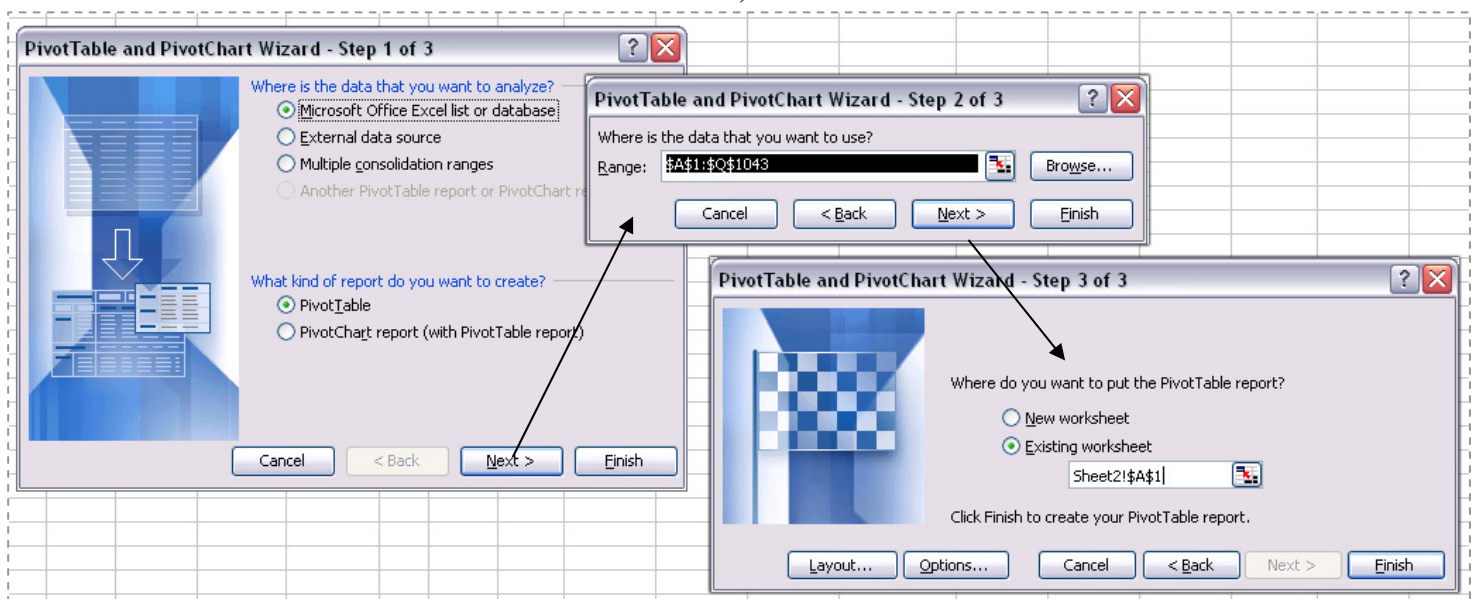 PivotTable and PivotChart Wizard - Step 1 of 3
Where is the data that you want to analyze?
Microsoft Office Excel list or database
External data source
Multiple consolidation ranges
Another PivotTable report or PivotChart
What kind of report do you want to create?
PivotTable
PivotChart report (with PivotTable report)
Cancel
< Back
Next >
Finish
PivotTable and PivotChart Wizard - Step 2 of 3
Where is the data that you want to use?
Range:
$A$1:$Q$1043
Browse...
Cancel
< Back
Next >
Finish
PivotTable and PivotChart Wizard - Step 3 of 3
Where do you want to put the PivotTable report?
New worksheet
Existing worksheet
Sheet2!$A$1
Click Finish to create your PivotTable report.
Layout...
Options...
Cancel
< Back
Next >
Finish